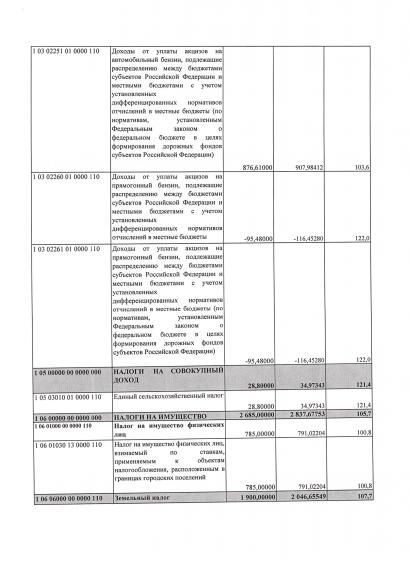 1 03 02251 01 0000 110
Доходы от уплаты акцизов на
автомобильный бензин, подлежащие
распределению между бюджетами
субъектов Российской Федерации и
местными бюджетами с учетом
установленных
дифференцированных нормативов
отчислений в местные бюджеты (по
нормативам, установленным
Федеральным законом о
федеральном бюджете в целях
формирования дорожных фондов
субъектов Российской Федерации)
876,61000 907,98412 103,6
1 03 02260 01 0000 110
Доходы от уплаты акцизов на
прямогонный бензин, подлежащие
распределению между бюджетами
субъектов Российской Федерации и
местными бюджетами с учетом
установленных
дифференцированных нормативов
отчислений в местные бюджеты
-95,48000 -116,45280 122,0
1 03 02261 01 0000 110
Доходы от уплаты акцизов на
прямогонный бензин, подлежащие
распределению между бюджетами
субъектов Российской Федерации и
местными бюджетами с учетом
установленных
дифференцированных нормативов
отчислений в местные бюджеты (по
нормативам, установленным
Федеральным законом о
федеральном бюджете в целях
формирования дорожных фондов
субъектов Российской Федерации)
-95,48000 -116,45280 122,0
1 05 00000 00 0000 000
НАЛОГИ НА СОВОКУПНЫЙ
ДОХОД
28,80000 34,97343 121,4
1 05 03010 01 0000 110
Единый сельскохозяйственный налог
28,80000 34,97343 121,4
1 06 00000 00 0000 000 НАЛОГИ НА ИМУЩЕСТВО 2 685,00000 2 837,67753 105,7
1 06 01000 00 0000 110
Налог на имущество физических
лиц 785,00000 791,02204 100,8
1 06 01030 13 0000 110
Налог на имущество физических лиц,
взимаемый по ставкам,
применяемым к объектам
налогообложения, расположенным в
границах городских поселений
785,00000 791,02204 100,8
1 06 06000 00 0000 110 Земельный налог 1 900,00000 2 046,65549 107,7